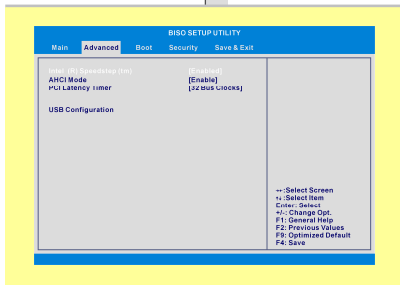 BISO SETUP UTILITY
Main Advanced Boot Security Save & Exit
Intel (R) Speedstep (tm) [Enabled]
AHCI Mode [Enable]
PCI Latency Timer [32 Bus Clocks]
USB Configuration
↔:Select Screen
↑↓:Select Item
Enter: Select
+/-: Change Opt.
F1: General Help
F2: Previous Values
F9: Optimized Default
F4: Save